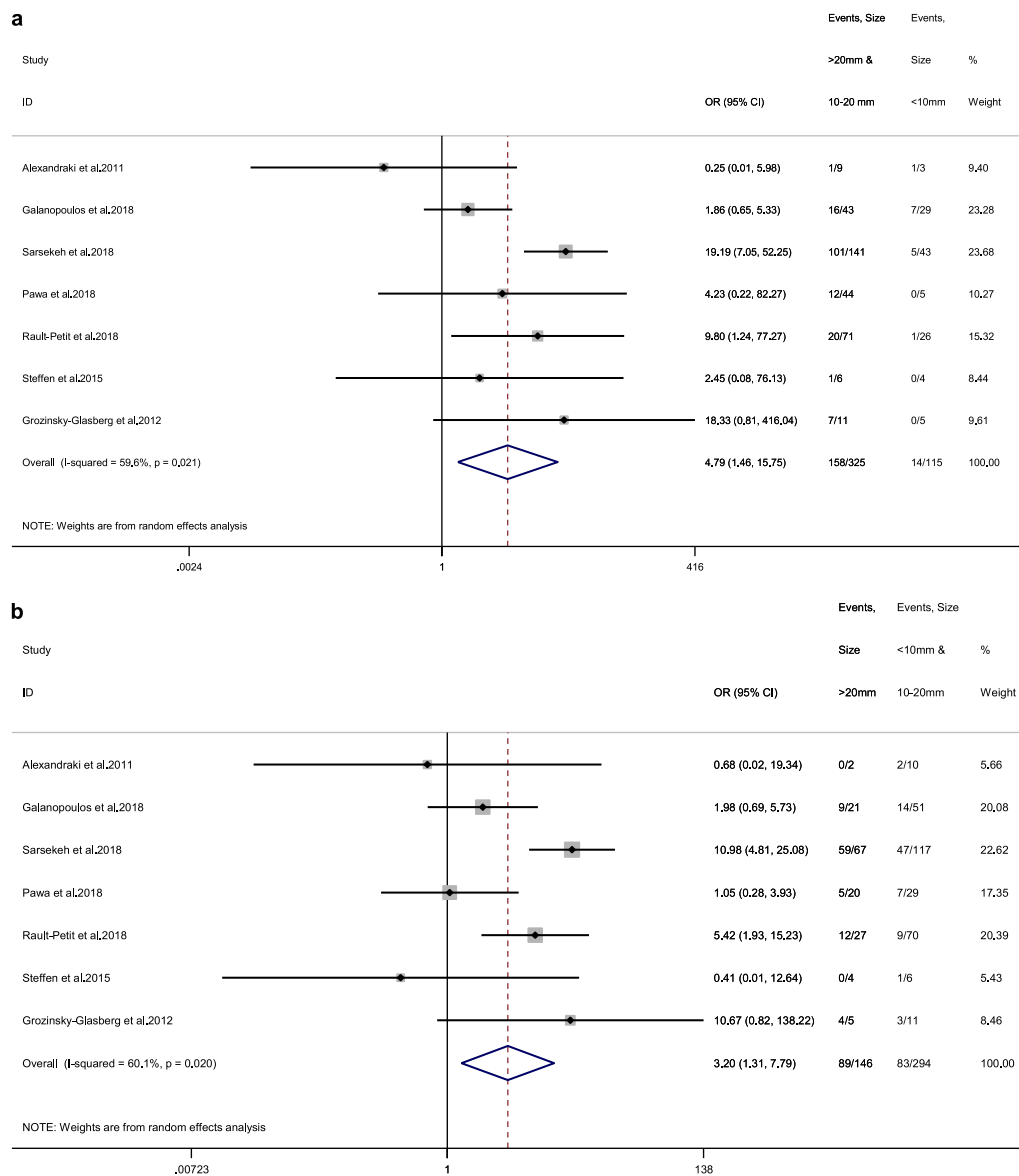 a
Events, Size Events,
Study >20mm & Size %
ID OR (95% CI) 10-20 mm <10mm Weight
Alexandraki et al.2011 0.25 (0.01, 5.98) 1/9 1/3 9.40
Galanopoulos et al.2018 1.86 (0.65, 5.33) 16/43 7/29 23.28
Sarsekeh et al.2018 19.19 (7.05, 52.25) 101/141 5/43 23.68
Pawa et al.2018 4.23 (0.22, 82.27) 12/44 0/5 10.27
Rault-Petit et al.2018 9.80 (1.24, 77.27) 20/71 1/26 15.32
Steffen et al.2015 2.45 (0.08, 76.13) 1/6 0/4 8.44
Grozinsky-Glasberg et al.2012 18.33 (0.81, 416.04) 7/11 0/5 9.61
Overall (I-squared = 59.6%, p = 0.021) 4.79 (1.46, 15.75) 158/325 14/115 100.00
NOTE: Weights are from random effects analysis
.0024 1 416
b
Events, Events, Size
Study Size <10mm & %
ID OR (95% CI) >20mm 10-20mm Weight
Alexandraki et al.2011 0.68 (0.02, 19.34) 0/2 2/10 5.66
Galanopoulos et al.2018 1.98 (0.69, 5.73) 9/21 14/51 20.08
Sarsekeh et al.2018 10.98 (4.81, 25.08) 59/67 47/117 22.62
Pawa et al.2018 1.05 (0.28, 3.93) 5/20 7/29 17.35
Rault-Petit et al.2018 5.42 (1.93, 15.23) 12/27 9/70 20.39
Steffen et al.2015 0.41 (0.01, 12.64) 0/4 1/6 5.43
Grozinsky-Glasberg et al.2012 10.67 (0.82, 138.22) 4/5 3/11 8.46
Overall (I-squared = 60.1%, p = 0.020) 3.20 (1.31, 7.79) 89/146 83/294 100.00
NOTE: Weights are from random effects analysis
.00723 1 138